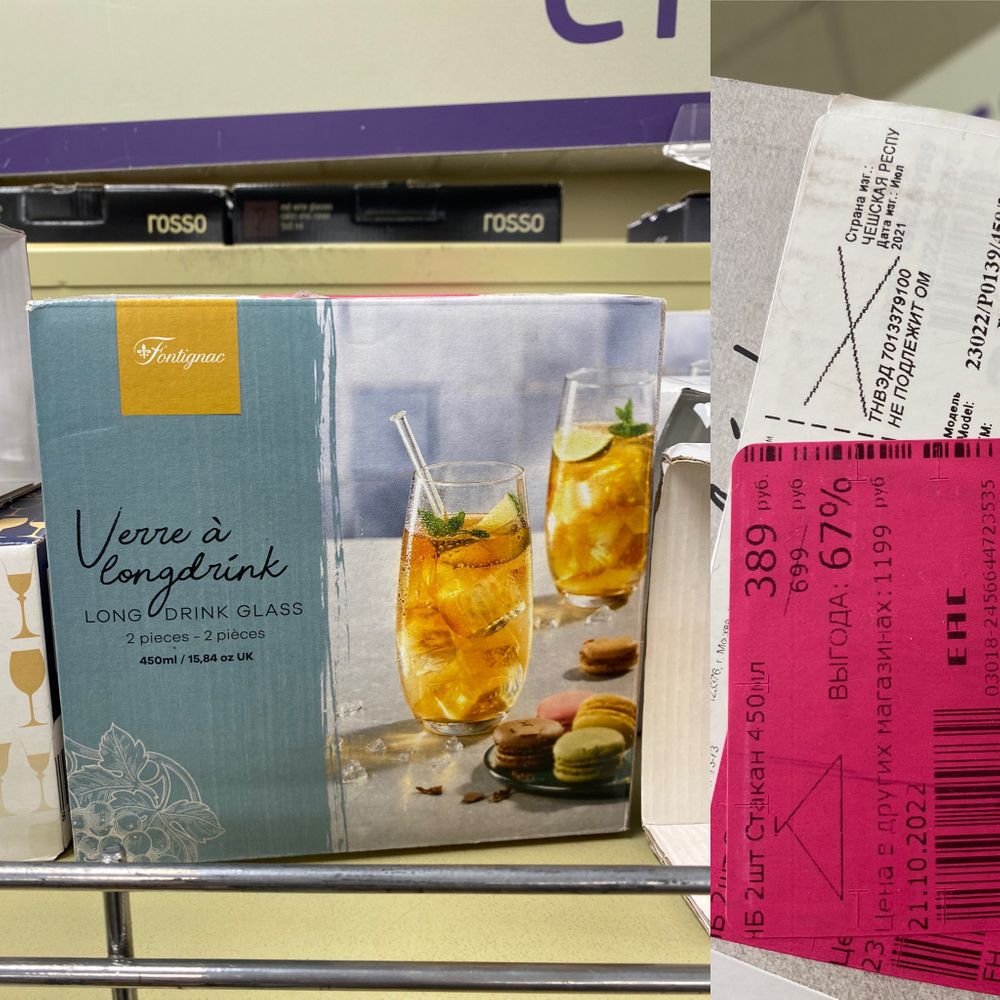 rosso
rosso
Fontignac
Verre à
longdrink
LONG DRINK GLASS
2 pieces - 2 pièces
450ml / 15,84 oz UK
Страна изг.:
ЧЕШСКАЯ РЕСПУ
Дата изг.: Июл
2021
ТНВЭД 7013379100
НЕ ПОДЛЕЖИТ ОМ
Модель
Model:
23022/P0139/450
389 руб.
699 руб
ВЫГОДА: 67%
Цена в других магазинах: 1199 руб
НБ 2шт Стакан 450мл
21.10.2022
EAC
03018-2456644723535